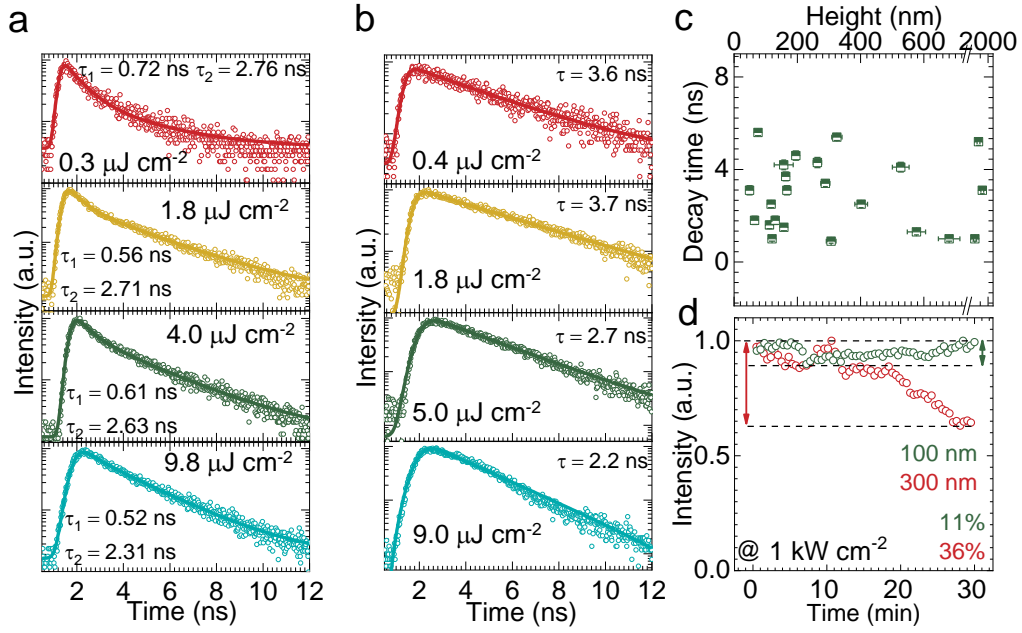 a
τ1 = 0.72 ns τ2 = 2.76 ns
0.3 μJ cm-2
1.8 μJ cm-2
τ1 = 0.56 ns
τ2 = 2.71 ns
4.0 μJ cm-2
τ1 = 0.61 ns
τ2 = 2.63 ns
9.8 μJ cm-2
τ1 = 0.52 ns
τ2 = 2.31 ns
Intensity (a.u.)
2 4 6 8 10 12
Time (ns)
b
τ = 3.6 ns
0.4 μJ cm-2
τ = 3.7 ns
1.8 μJ cm-2
τ = 2.7 ns
5.0 μJ cm-2
τ = 2.2 ns
9.0 μJ cm-2
Intensity (a.u.)
2 4 6 8 10 12
Time (ns)
c
Height (nm)
0 200 400 600 2000
8
4
0
Decay time (ns)
d
1.0
0.5
0.0
Intensity (a.u.)
100 nm
300 nm
11%
36%
@ 1 kW cm-2
0 10 20 30
Time (min)